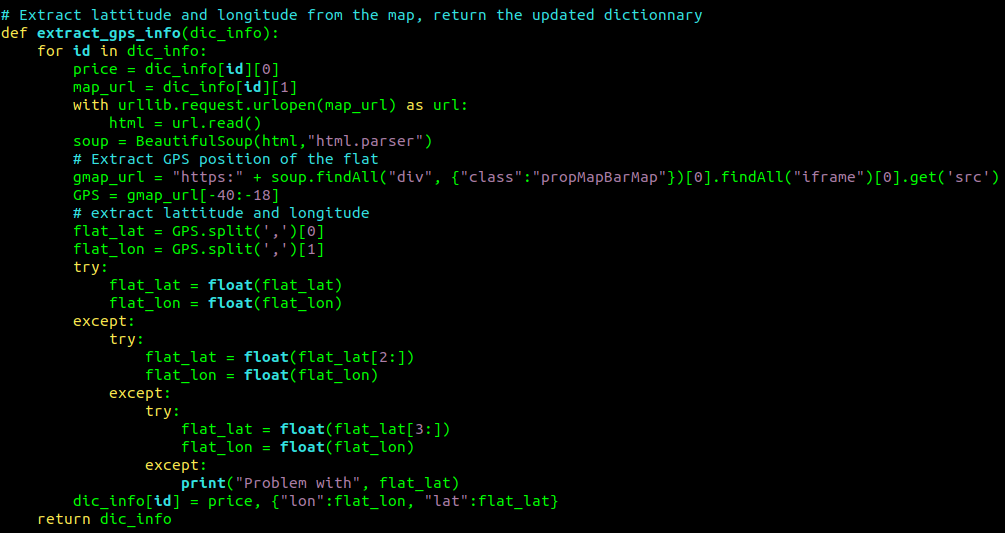 # Extract lattitude and longitude from the map, return the updated dictionnary
def extract_gps_info(dic_info):
    for id in dic_info:
        price = dic_info[id][0]
        map_url = dic_info[id][1]
        with urllib.request.urlopen(map_url) as url:
            html = url.read()
        soup = BeautifulSoup(html,"html.parser")
        # Extract GPS position of the flat
        gmap_url = "https:" + soup.findAll("div", {"class":"propMapBarMap"})[0].findAll("iframe")[0].get('src')
        GPS = gmap_url[-40:-18]
        # extract lattitude and longitude
        flat_lat = GPS.split(',')[0]
        flat_lon = GPS.split(',')[1]
        try:
            flat_lat = float(flat_lat)
            flat_lon = float(flat_lon)
        except:
            try:
                flat_lat = float(flat_lat[2:])
                flat_lon = float(flat_lon)
            except:
                try:
                    flat_lat = float(flat_lat[3:])
                    flat_lon = float(flat_lon)
                except:
                    print("Problem with", flat_lat)
        dic_info[id] = price, {"lon":flat_lon, "lat":flat_lat}
    return dic_info